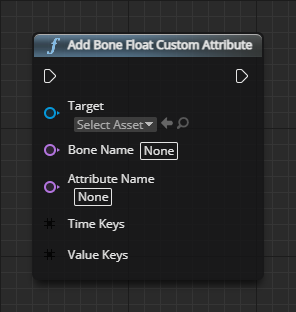 f Add Bone Float Custom Attribute
Target
Select Asset
Bone Name None
Attribute Name
None
Time Keys
Value Keys